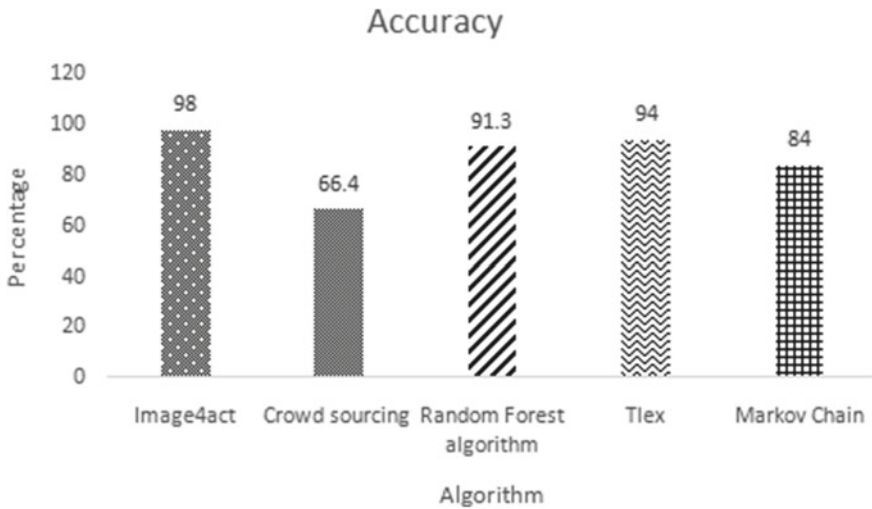 Accuracy
Percentage
120
100
80
60
40
20
0
98
66.4
91.3
94
84
Image4act
Crowd sourcing
Random Forest
algorithm
Tlex
Markov Chain
Algorithm